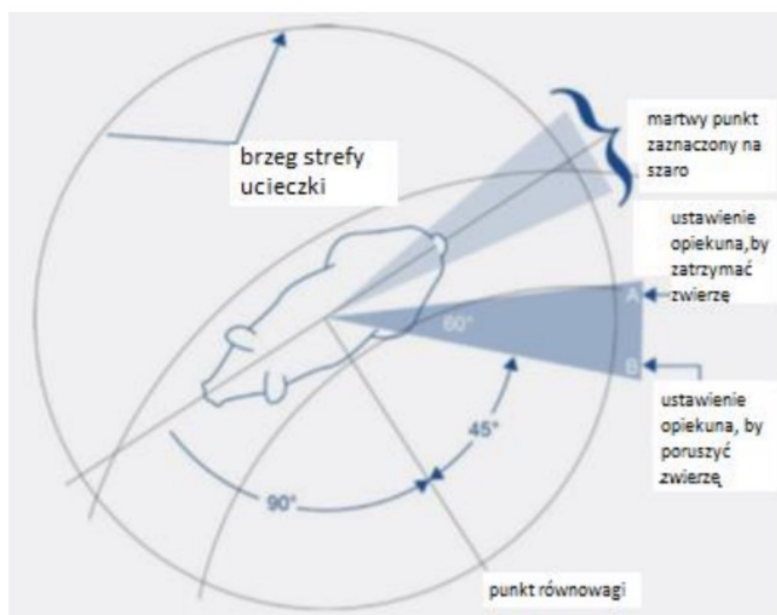 martwy punkt
zaznaczony na
szaro
brzeg strefy
ucieczki
ustawienie
opiekuna,by
zatrzymać
zwierzę
A
60°
B
ustawienie
opiekuna, by
poruszyć
zwierzę
45°
90°
punkt równowagi